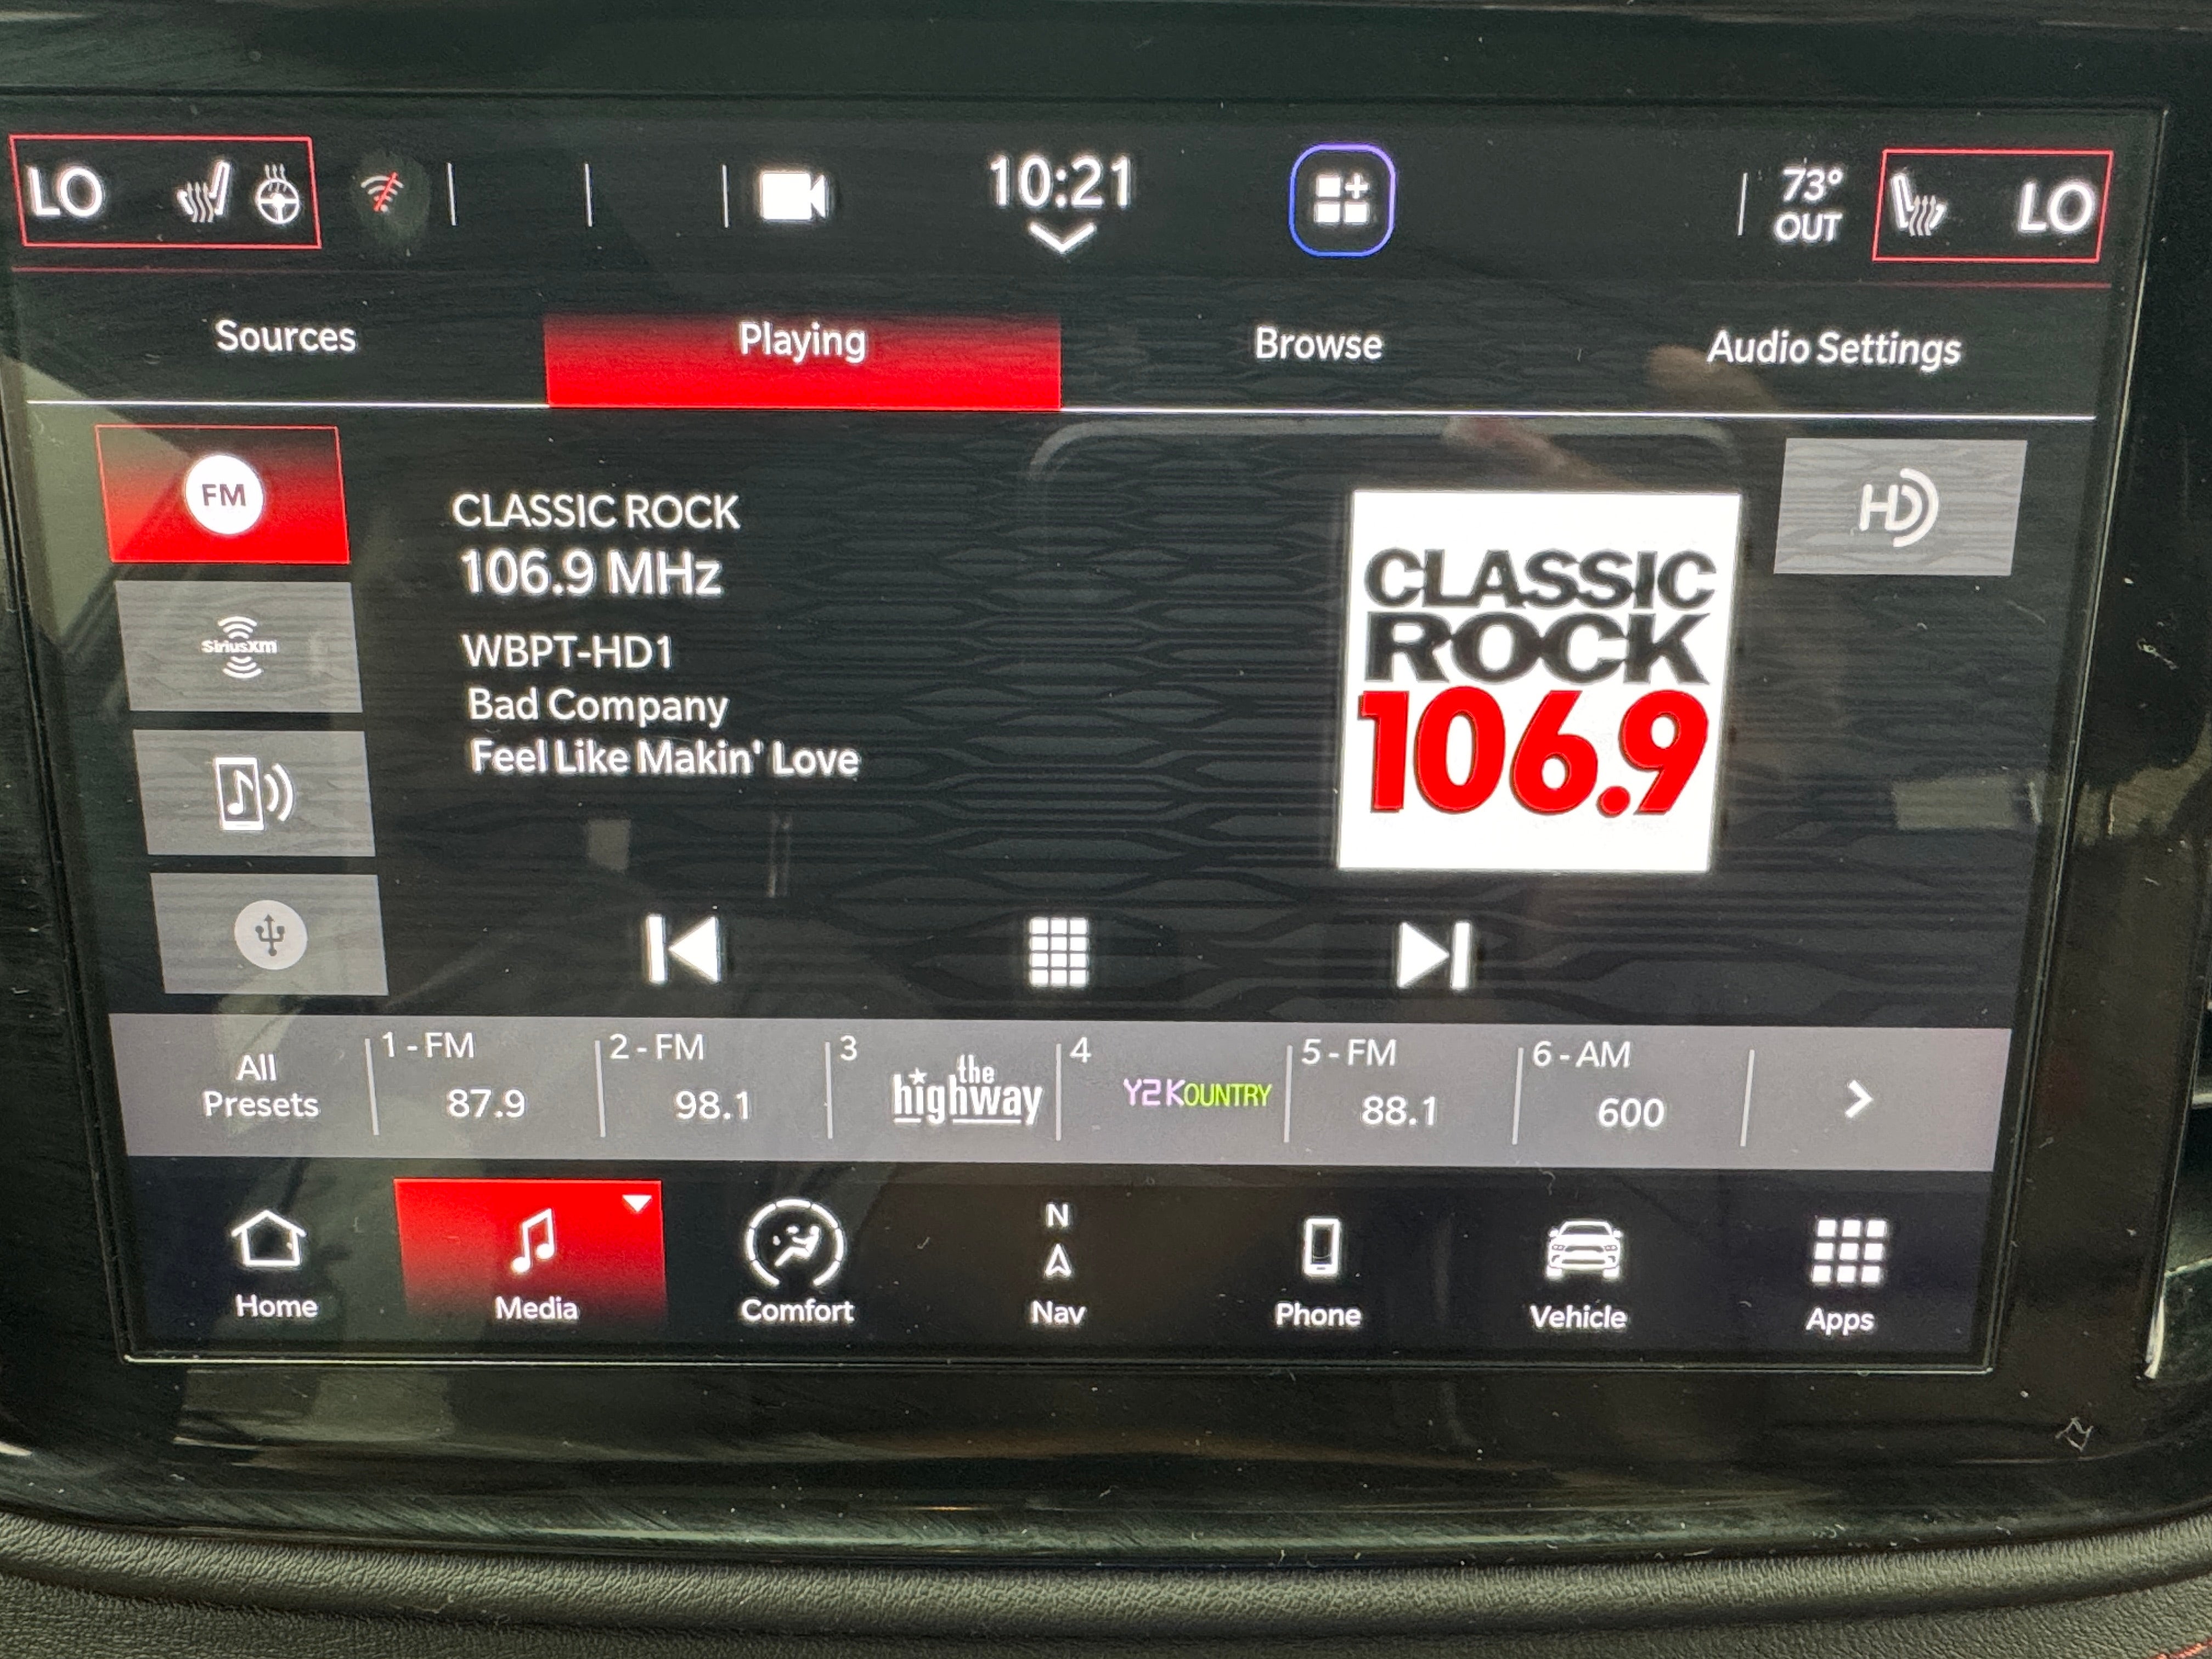 LO
10:21
73°
OUT
LO
Sources
Playing
Browse
Audio Settings
FM
SiriusXM
CLASSIC ROCK
106.9 MHz
WBPT-HD1
Bad Company
Feel Like Makin' Love
CLASSIC
ROCK
106.9
HD
All
Presets
1 - FM
87.9
2 - FM
98.1
3
the
highway
4
Y2KOUNTRY
5 - FM
88.1
6 - AM
600
Home
Media
Comfort
N
Nav
Phone
Vehicle
Apps